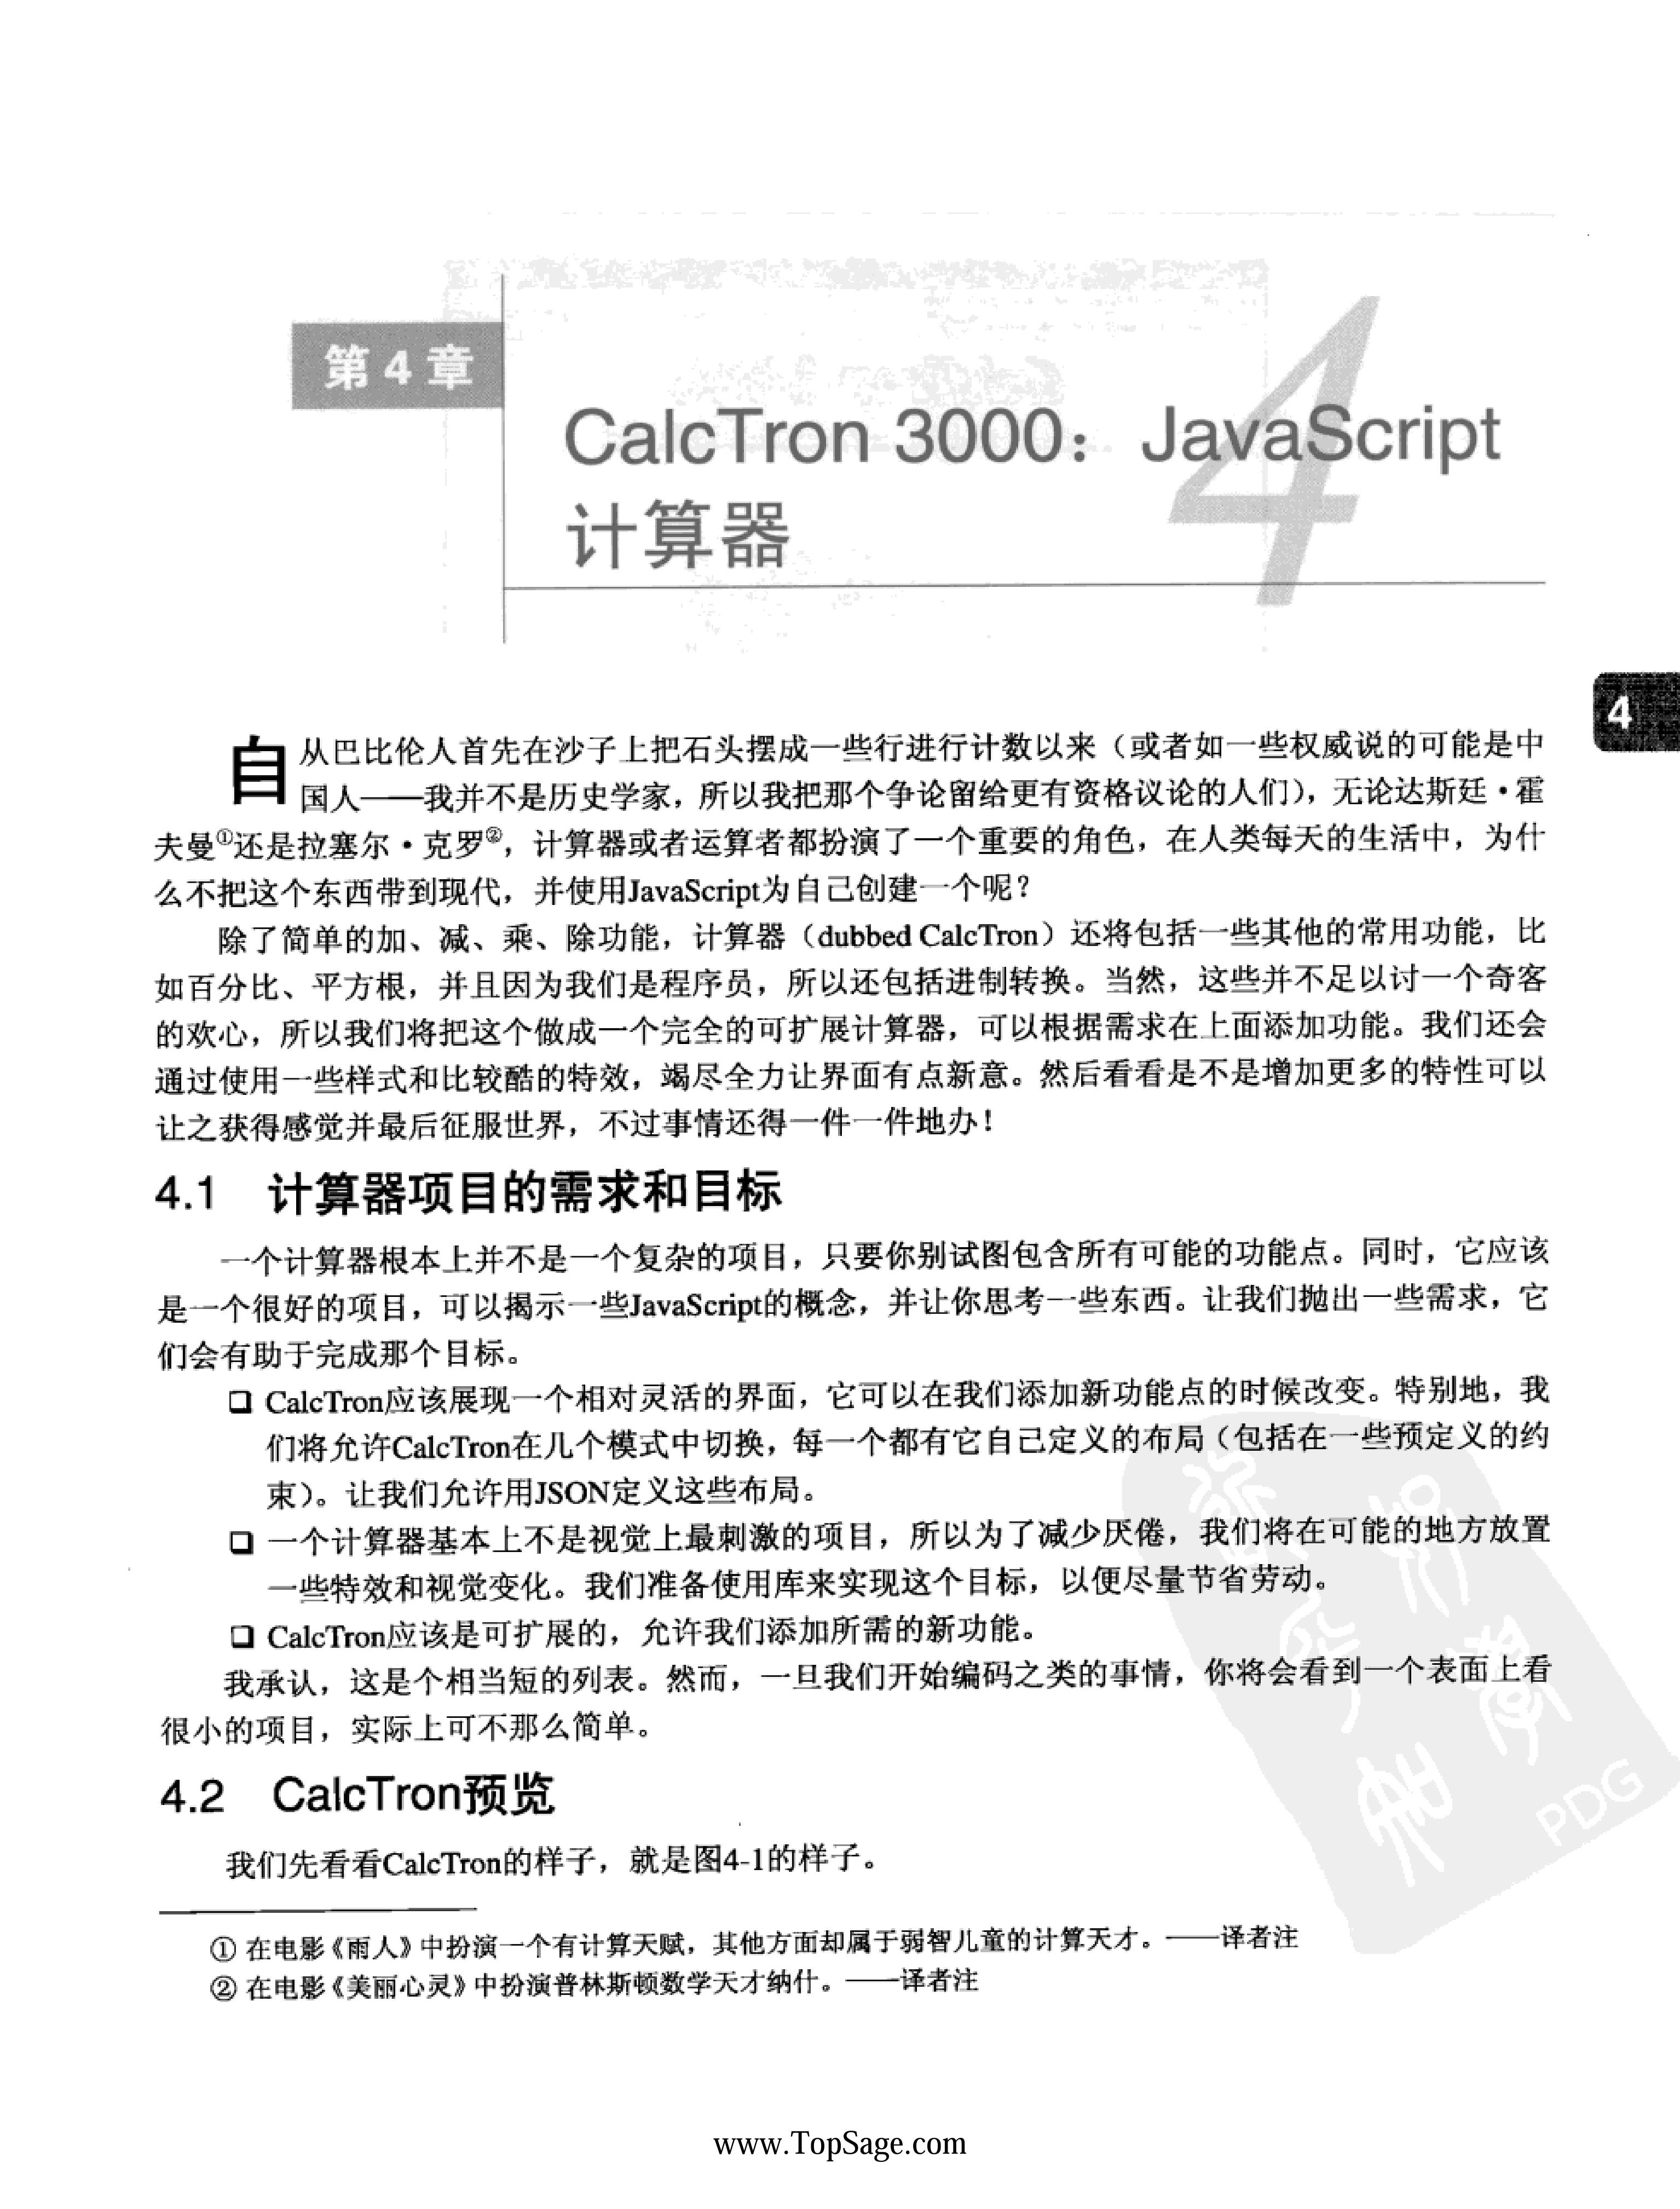 第4章
CalcTron 3000：JavaScript
计算器
4
4
自从巴比伦人首先在沙子上把石头摆成一些行进行计数以来（或者如一些权威说的可能是中
国人——我并不是历史学家，所以我把那个争论留给更有资格议论的人们），无论达斯廷·霍
夫曼①还是拉塞尔·克罗②，计算器或者运算者都扮演了一个重要的角色，在人类每天的生活中，为什
么不把这个东西带到现代，并使用JavaScript为自己创建一个呢？
除了简单的加、减、乘、除功能，计算器（dubbed CalcTron）还将包括一些其他的常用功能，比
如百分比、平方根，并且因为我们是程序员，所以还包括进制转换。当然，这些并不足以讨一个奇客
的欢心，所以我们将把这个做成一个完全的可扩展计算器，可以根据需求在上面添加功能。我们还会
通过使用一些样式和比较酷的特效，竭尽全力让界面有点新意。然后看看是不是增加更多的特性可以
让之获得感觉并最后征服世界，不过事情还得一件一件地办！
4.1 计算器项目的需求和目标
一个计算器根本上并不是一个复杂的项目，只要你别试图包含所有可能的功能点。同时，它应该
是一个很好的项目，可以揭示一些JavaScript的概念，并让你思考一些东西。让我们抛出一些需求，它
们会有助于完成那个目标。
❑ CalcTron应该展现一个相对灵活的界面，它可以在我们添加新功能点的时候改变。特别地，我
们将允许CalcTron在几个模式中切换，每一个都有它自己定义的布局（包括在一些预定义的约
束）。让我们允许用JSON定义这些布局。
❑ 一个计算器基本上不是视觉上最刺激的项目，所以为了减少厌倦，我们将在可能的地方放置
一些特效和视觉变化。我们准备使用库来实现这个目标，以便尽量节省劳动。
❑ CalcTron应该是可扩展的，允许我们添加所需的新功能。
我承认，这是个相当短的列表。然而，一旦我们开始编码之类的事情，你将会看到一个表面上看
很小的项目，实际上可不那么简单。
4.2 CalcTron预览
我们先看看CalcTron的样子，就是图4-1的样子。
① 在电影《雨人》中扮演一个有计算天赋，其他方面却属于弱智儿童的计算天才。——译者注
② 在电影《美丽心灵》中扮演普林斯顿数学天才纳什。——译者注
PDG
www.TopSage.com